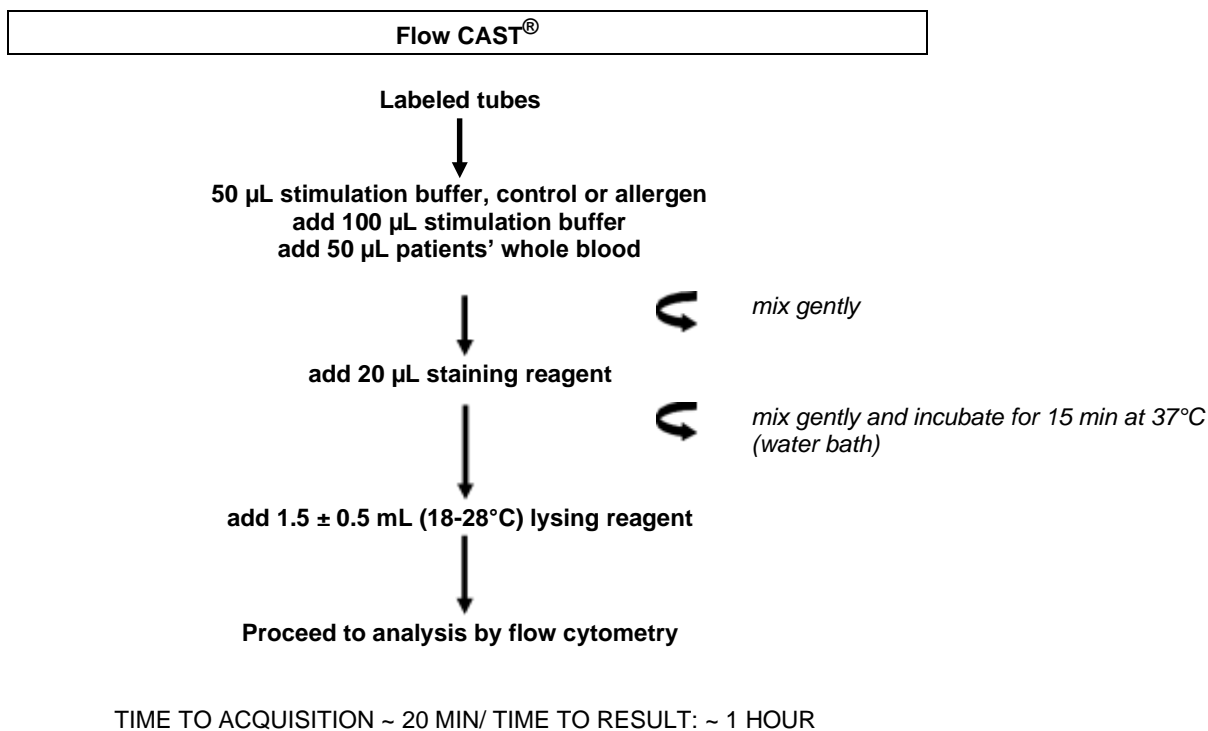 Flow CAST®
Labeled tubes
50 µL stimulation buffer, control or allergen
add 100 µL stimulation buffer
add 50 µL patients’ whole blood
mix gently
add 20 µL staining reagent
mix gently and incubate for 15 min at 37°C
(water bath)
add 1.5 ± 0.5 mL (18-28°C) lysing reagent
Proceed to analysis by flow cytometry
TIME TO ACQUISITION ~ 20 MIN/ TIME TO RESULT: ~ 1 HOUR